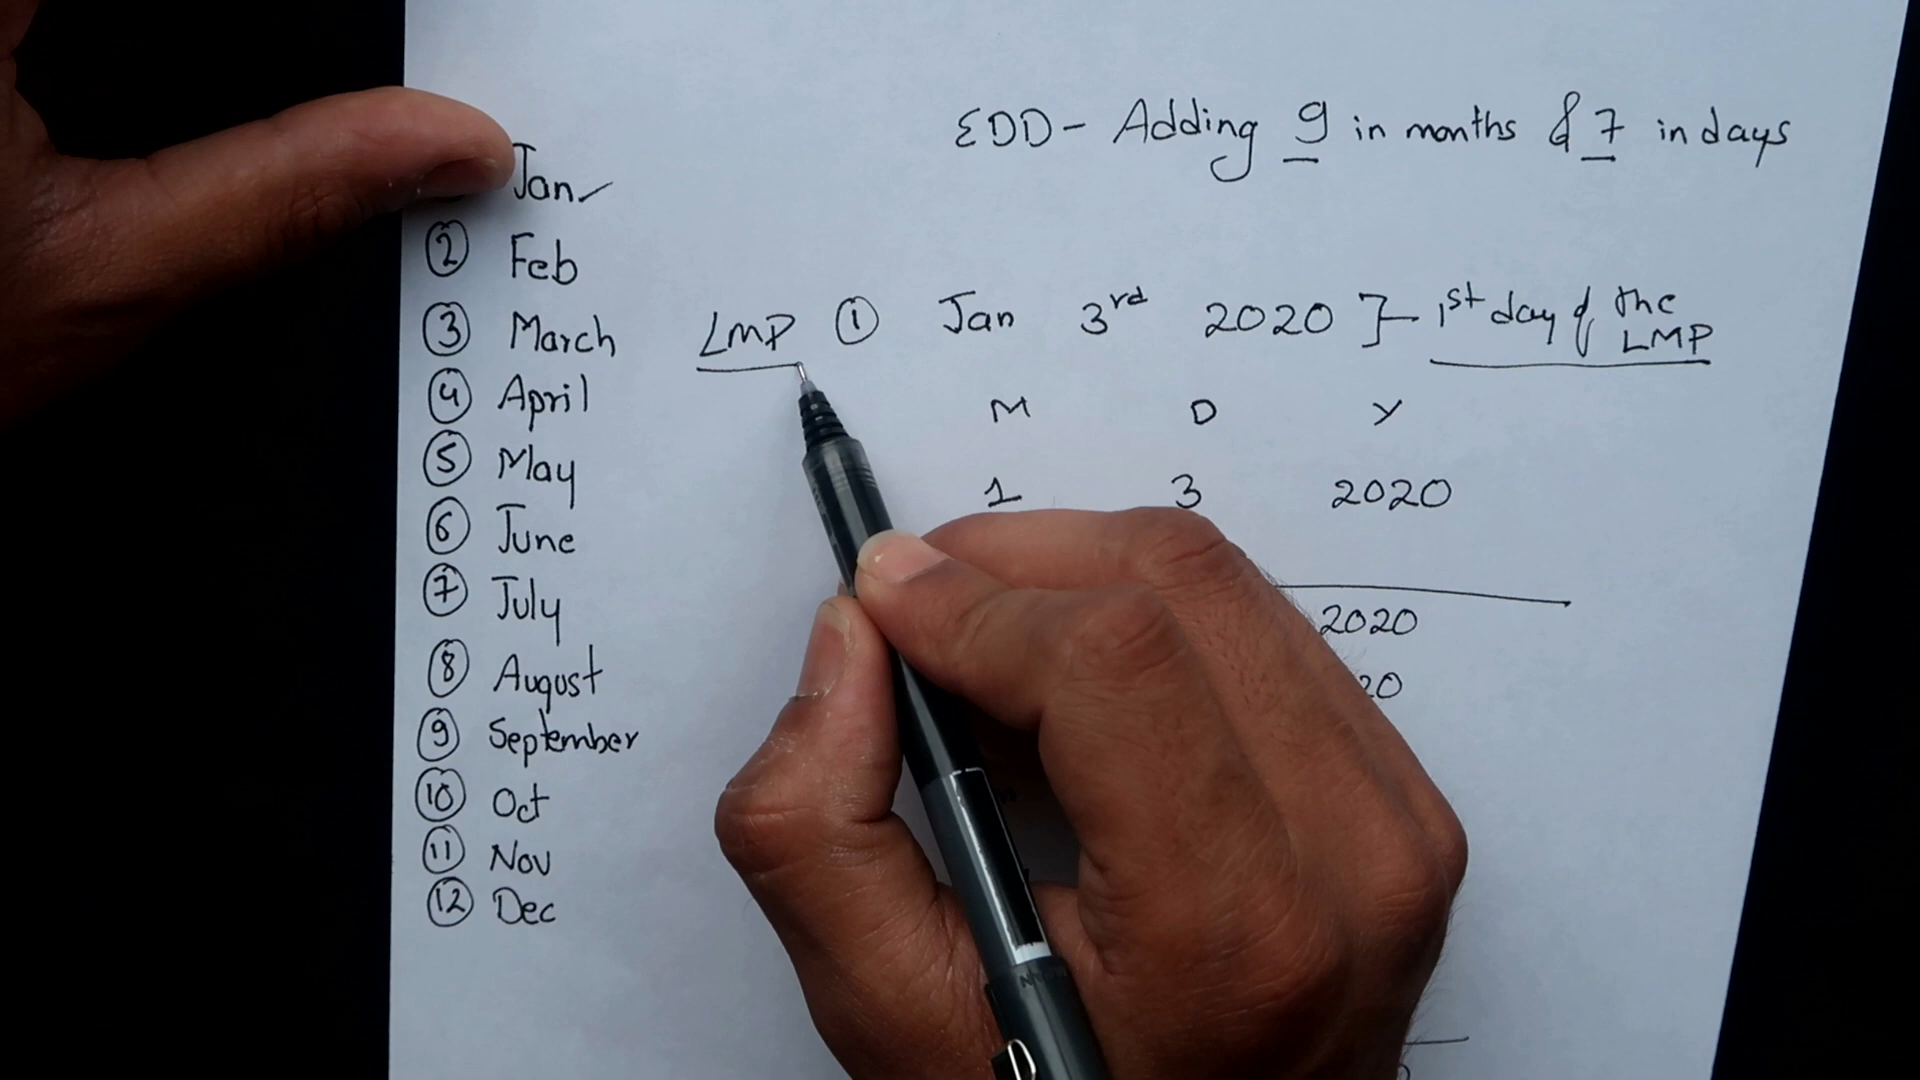 EDD - Adding 9 in months & 7 in days
Jan
② Feb
③ March
④ April
⑤ May
⑥ June
⑦ July
⑧ August
⑨ September
⑩ Oct
⑪ Nov
⑫ Dec
LMP ① Jan 3rd 2020 }- 1st day of the
LMP
M D Y
1 3 2020
2020
20